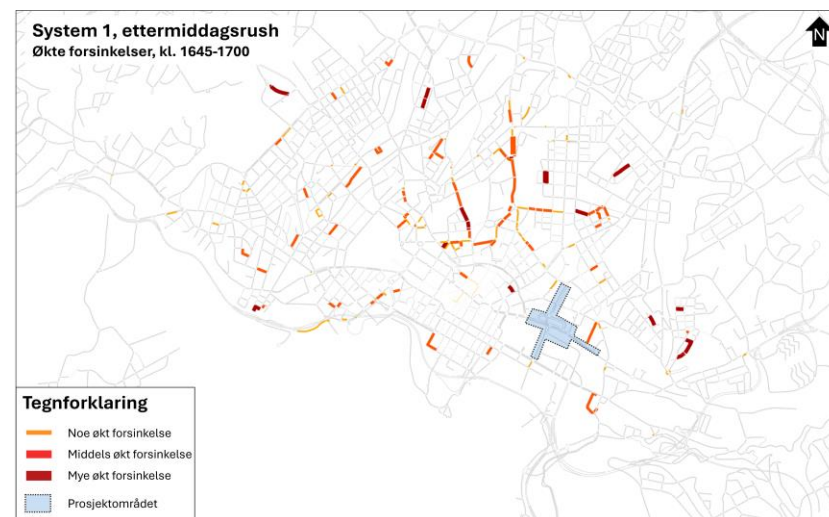 System 1, ettermiddagsrush
Økte forsinkelser, kl. 1645-1700
N
Tegnforklaring
Noe økt forsinkelse
Middels økt forsinkelse
Mye økt forsinkelse
Prosjektområdet